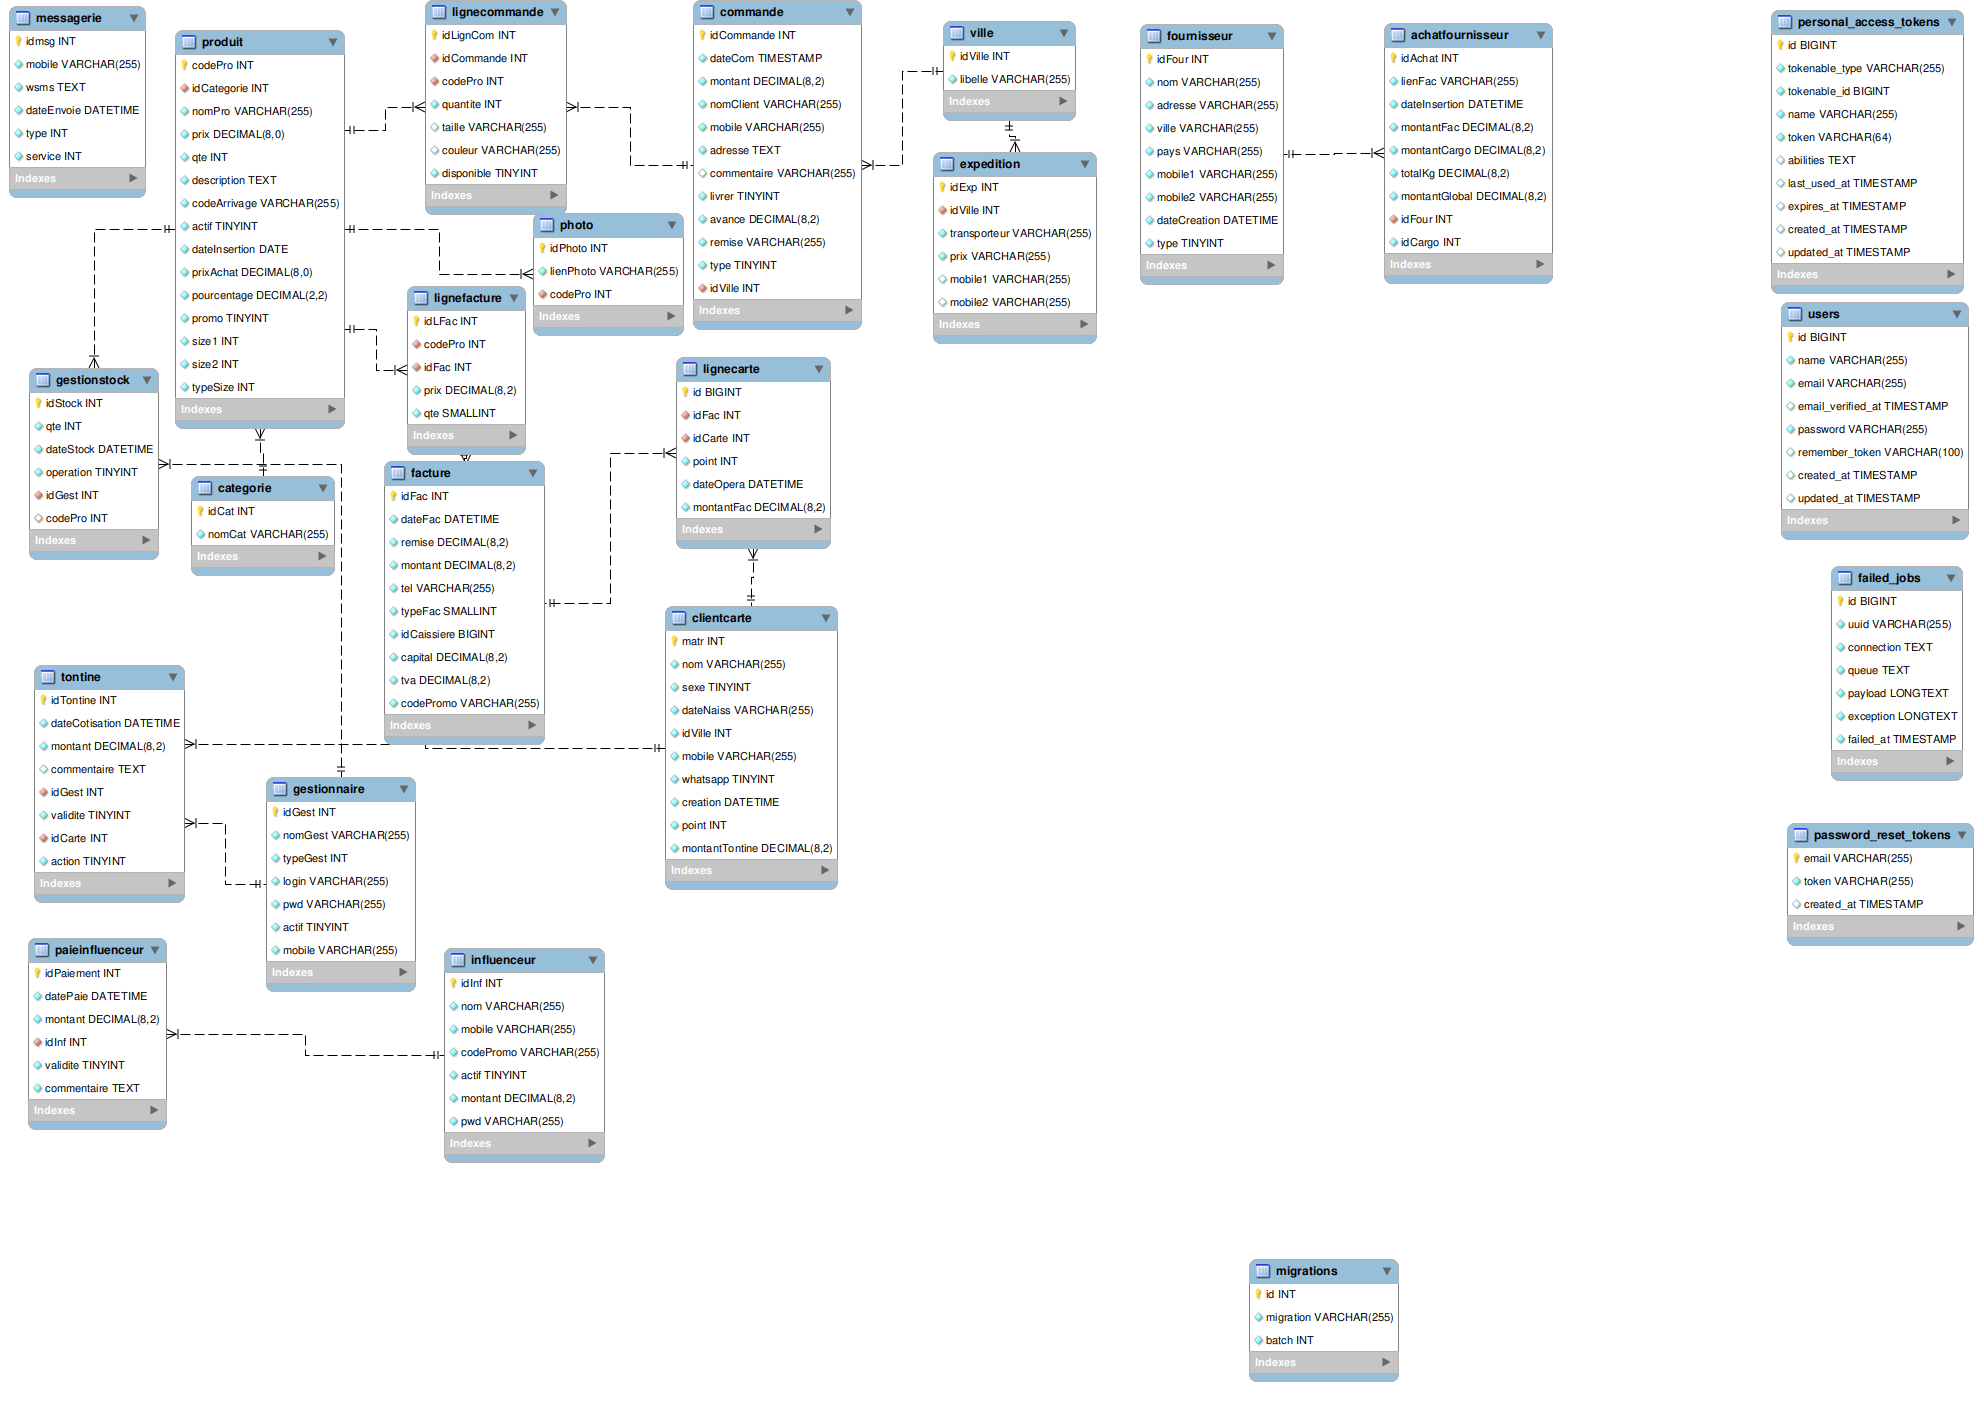 messagerie
idmsg INT
mobile VARCHAR(255)
wsms TEXT
dateEnvoie DATETIME
type INT
service INT
Indexes
produit
codePro INT
idCategorie INT
nomPro VARCHAR(255)
prix DECIMAL(8,0)
qte INT
description TEXT
codeArrivage VARCHAR(255)
actif TINYINT
dateInsertion DATE
prixAchat DECIMAL(8,0)
pourcentage DECIMAL(2,2)
promo TINYINT
size1 INT
size2 INT
typeSize INT
Indexes
lignecommande
idLignCom INT
idCommande INT
codePro INT
quantite INT
taille VARCHAR(255)
couleur VARCHAR(255)
disponible TINYINT
Indexes
commande
idCommande INT
dateCom TIMESTAMP
montant DECIMAL(8,2)
nomClient VARCHAR(255)
mobile VARCHAR(255)
adresse TEXT
commentaire VARCHAR(255)
livrer TINYINT
avance DECIMAL(8,2)
remise VARCHAR(255)
type TINYINT
idVille INT
Indexes
ville
idVille INT
libelle VARCHAR(255)
Indexes
expedition
idExp INT
idVille INT
transporteur VARCHAR(255)
prix VARCHAR(255)
mobile1 VARCHAR(255)
mobile2 VARCHAR(255)
Indexes
fournisseur
idFour INT
nom VARCHAR(255)
adresse VARCHAR(255)
ville VARCHAR(255)
pays VARCHAR(255)
mobile1 VARCHAR(255)
mobile2 VARCHAR(255)
dateCreation DATETIME
type TINYINT
Indexes
achatfournisseur
idAchat INT
lienFac VARCHAR(255)
dateInsertion DATETIME
montantFac DECIMAL(8,2)
montantCargo DECIMAL(8,2)
totalKg DECIMAL(8,2)
montantGlobal DECIMAL(8,2)
idFour INT
idCargo INT
Indexes
personal_access_tokens
id BIGINT
tokenable_type VARCHAR(255)
tokenable_id BIGINT
name VARCHAR(255)
token VARCHAR(64)
abilities TEXT
last_used_at TIMESTAMP
expires_at TIMESTAMP
created_at TIMESTAMP
updated_at TIMESTAMP
Indexes
photo
idPhoto INT
lienPhoto VARCHAR(255)
codePro INT
Indexes
lignefacture
idLFac INT
codePro INT
idFac INT
prix DECIMAL(8,2)
qte SMALLINT
Indexes
users
id BIGINT
name VARCHAR(255)
email VARCHAR(255)
email_verified_at TIMESTAMP
password VARCHAR(255)
remember_token VARCHAR(100)
created_at TIMESTAMP
updated_at TIMESTAMP
Indexes
gestionstock
idStock INT
qte INT
dateStock DATETIME
operation TINYINT
idGest INT
codePro INT
Indexes
categorie
idCat INT
nomCat VARCHAR(255)
Indexes
facture
idFac INT
dateFac DATETIME
remise DECIMAL(8,2)
montant DECIMAL(8,2)
tel VARCHAR(255)
typeFac SMALLINT
idCaissiere BIGINT
capital DECIMAL(8,2)
tva DECIMAL(8,2)
codePromo VARCHAR(255)
Indexes
lignecarte
id BIGINT
idFac INT
idCarte INT
point INT
dateOpera DATETIME
montantFac DECIMAL(8,2)
Indexes
clientcarte
matr INT
nom VARCHAR(255)
sexe TINYINT
dateNaiss VARCHAR(255)
idVille INT
mobile VARCHAR(255)
whatsapp TINYINT
creation DATETIME
point INT
montantTontine DECIMAL(8,2)
Indexes
failed_jobs
id BIGINT
uuid VARCHAR(255)
connection TEXT
queue TEXT
payload LONGTEXT
exception LONGTEXT
failed_at TIMESTAMP
Indexes
tontine
idTontine INT
dateCotisation DATETIME
montant DECIMAL(8,2)
commentaire TEXT
idGest INT
validite TINYINT
idCarte INT
action TINYINT
Indexes
gestionnaire
idGest INT
nomGest VARCHAR(255)
typeGest INT
login VARCHAR(255)
pwd VARCHAR(255)
actif TINYINT
mobile VARCHAR(255)
Indexes
password_reset_tokens
email VARCHAR(255)
token VARCHAR(255)
created_at TIMESTAMP
Indexes
paieinfluenceur
idPaiement INT
datePaie DATETIME
montant DECIMAL(8,2)
idInf INT
validite TINYINT
commentaire TEXT
Indexes
influenceur
idInf INT
nom VARCHAR(255)
mobile VARCHAR(255)
codePromo VARCHAR(255)
actif TINYINT
montant DECIMAL(8,2)
pwd VARCHAR(255)
Indexes
migrations
id INT
migration VARCHAR(255)
batch INT
Indexes